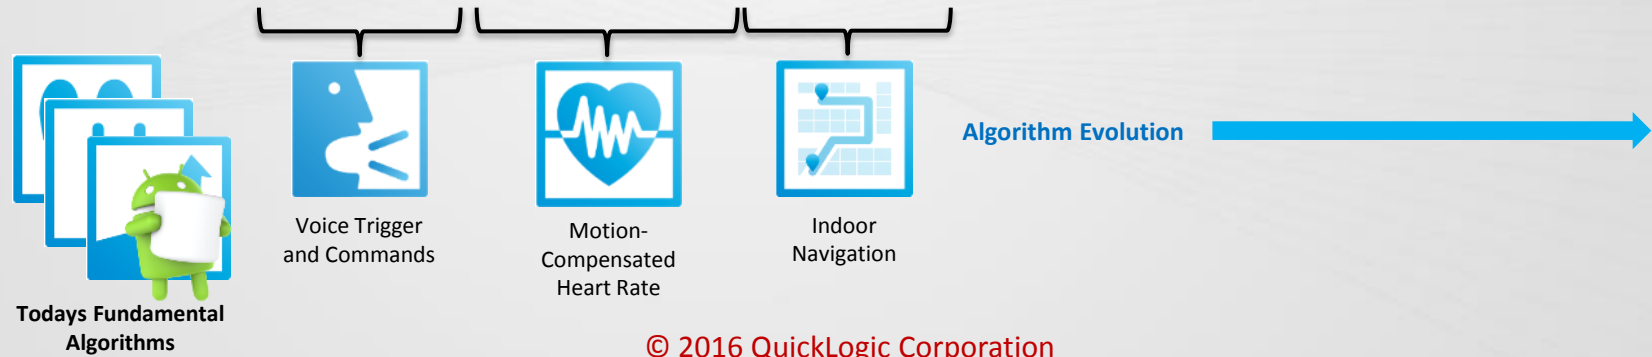 Todays Fundamental
Algorithms
Voice Trigger
and Commands
Motion-
Compensated
Heart Rate
Indoor
Navigation
Algorithm Evolution
© 2016 QuickLogic Corporation